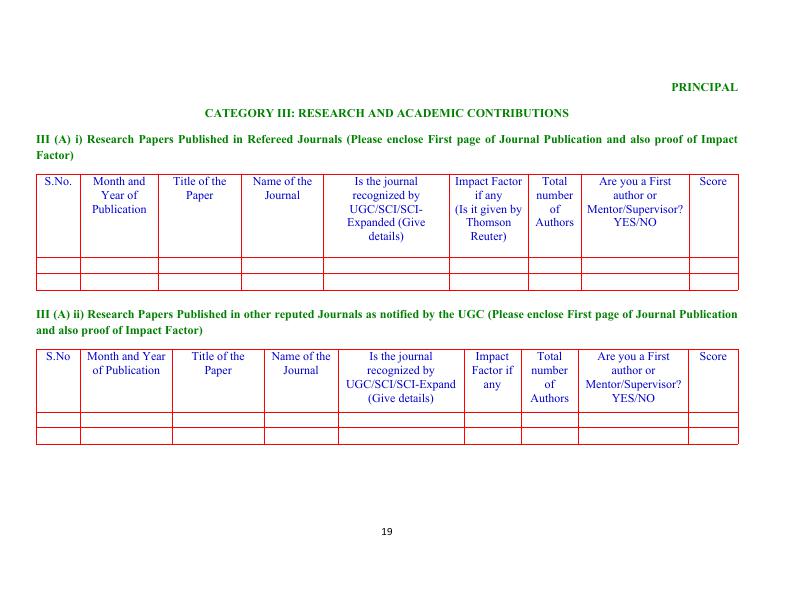 PRINCIPAL
CATEGORY III: RESEARCH AND ACADEMIC CONTRIBUTIONS
III (A) i) Research Papers Published in Refereed Journals (Please enclose First page of Journal Publication and also proof of Impact
Factor)
S.No.
Month and
Year of
Publication
Title of the
Paper
Name of the
Journal
Is the journal
recognized by
UGC/SCI/SCI-
Expanded (Give
details)
Impact Factor
if any
(Is it given by
Thomson
Reuter)
Total
number
of
Authors
Are you a First
author or
Mentor/Supervisor?
YES/NO
Score
III (A) ii) Research Papers Published in other reputed Journals as notified by the UGC (Please enclose First page of Journal Publication
and also proof of Impact Factor)
S.No
Month and Year
of Publication
Title of the
Paper
Name of the
Journal
Is the journal
recognized by
UGC/SCI/SCI-Expand
(Give details)
Impact
Factor if
any
Total
number
of
Authors
Are you a First
author or
Mentor/Supervisor?
YES/NO
Score
19